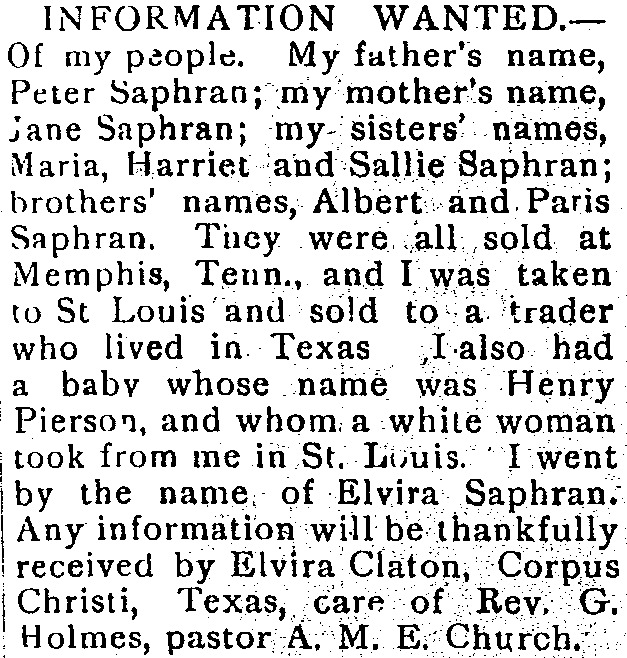 INFORMATION WANTED.—
Of my people. My father's name,
Peter Saphran; my mother's name,
Jane Saphran; my sisters' names,
Maria, Harriet and Sallie Saphran;
brothers' names, Albert and Paris
Saphran. They were all sold at
Memphis, Tenn., and I was taken
to St Louis and sold to a trader
who lived in Texas I also had
a baby whose name was Henry
Pierson, and whom a white woman
took from me in St. Louis. I went
by the name of Elvira Saphran.
Any information will be thankfully
received by Elvira Claton, Corpus
Christi, Texas, care of Rev. G.
Holmes, pastor A. M. E. Church.